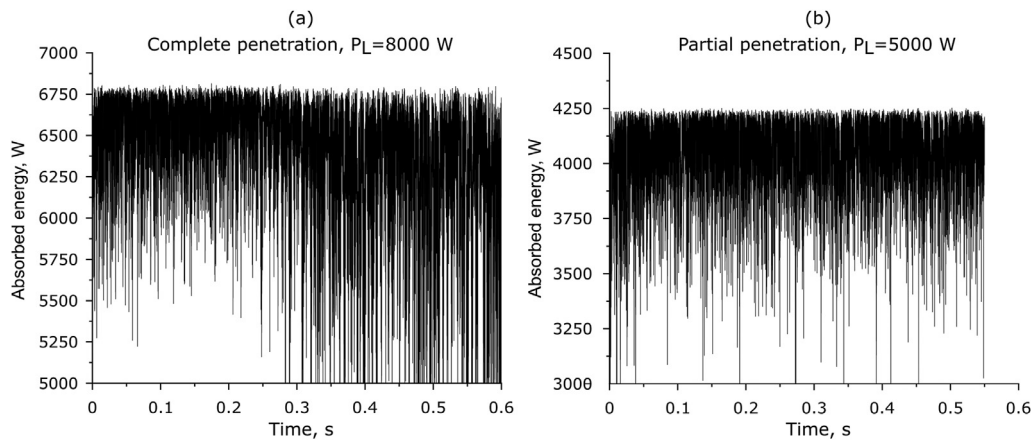 (a)
Complete penetration, PL=8000 W
7000
6750
6500
6250
6000
5750
5500
5250
5000
Absorbed energy, W
0 0.1 0.2 0.3 0.4 0.5 0.6
Time, s
(b)
Partial penetration, PL=5000 W
4500
4250
4000
3750
3500
3250
3000
Absorbed energy, W
0 0.1 0.2 0.3 0.4 0.5 0.6
Time, s